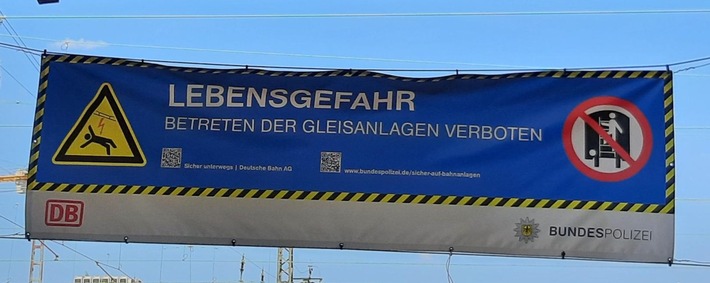 LEBENSGEFAHR
BETRETEN DER GLEISANLAGEN VERBOTEN
Sicher unterwegs | Deutsche Bahn AG
www.bundespolizei.de/sicher-auf-bahnanlagen
DB
BUNDESPOLIZEI